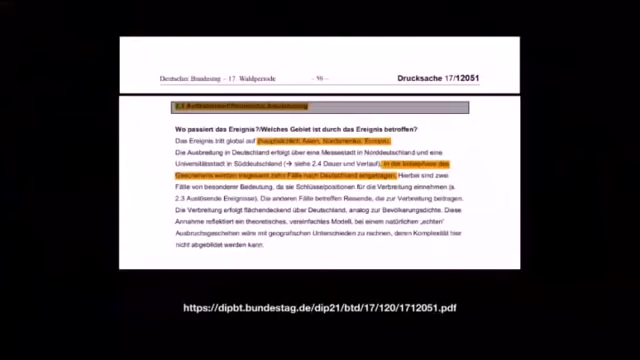 Deutscher Bundestag – 17. Wahlperiode – 59 – Drucksache 17/12051
Wo passiert das Ereignis?/Welches Gebiet ist durch das Ereignis betroffen?
Das Ereignis tritt global auf (hauptsächlich Asien, Nordamerika, Europa).
Die Ausbreitung in Deutschland erfolgt über eine Messestadt in Norddeutschland und eine
Universitätsstadt in Süddeutschland (→ siehe 2.4 Dauer und Verlauf). In der Initialphase des
Geschehens werden insgesamt zehn Fälle nach Deutschland eingetragen. Hierbei sind zwei
Fälle von besonderer Bedeutung, da sie Schlüsselpositionen für die Verbreitung einnehmen (s.
2.3 Auslösende Ereignisse). Die anderen Fälle betreffen Reisende, die zur Verbreitung beitragen.
Die Verbreitung erfolgt flächendeckend über Deutschland, analog zur Bevölkerungsdichte. Diese
Annahme reflektiert ein theoretisches, vereinfachtes Modell, bei einem natürlichen „echten“
Ausbruchsgeschehen wäre mit geografischen Unterschieden zu rechnen, deren Komplexität hier
nicht abgebildet werden kann.
https://dipbt.bundestag.de/dip21/btd/17/120/1712051.pdf